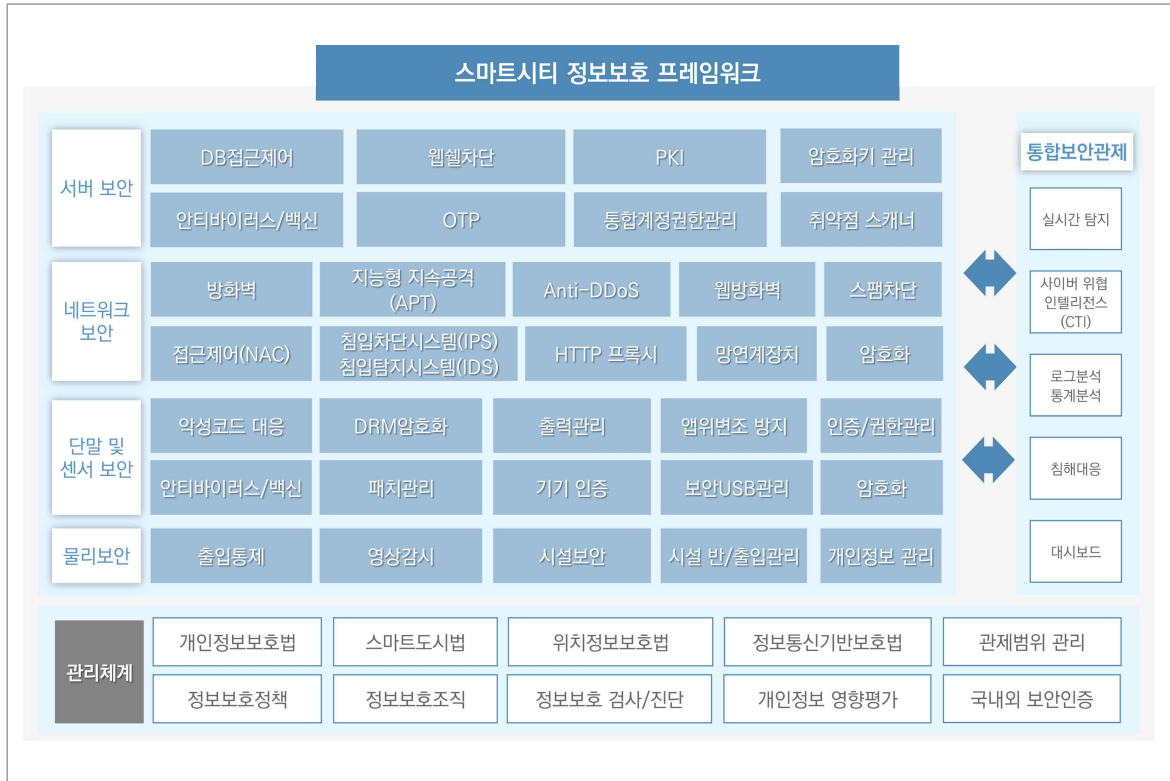 스마트시티 정보보호 프레임워크
서버 보안
DB접근제어
웹쉘차단
PKI
암호화키 관리
안티바이러스/백신
OTP
통합계정권한관리
취약점 스캐너
네트워크
보안
방화벽
지능형 지속공격
(APT)
Anti-DDoS
웹방화벽
스팸차단
접근제어(NAC)
침입차단시스템(IPS)
침입탐지시스템(IDS)
HTTP 프록시
망연계장치
암호화
단말 및
센서 보안
악성코드 대응
DRM암호화
출력관리
앱위변조 방지
인증/권한관리
안티바이러스/백신
패치관리
기기 인증
보안USB관리
암호화
물리보안
출입통제
영상감시
시설보안
시설 반/출입관리
개인정보 관리
통합보안관제
실시간 탐지
사이버 위협
인텔리전스
(CTI)
로그분석
통계분석
침해대응
대시보드
관리체계
개인정보보호법
스마트도시법
위치정보보호법
정보통신기반보호법
관제범위 관리
정보보호정책
정보보호조직
정보보호 검사/진단
개인정보 영향평가
국내외 보안인증